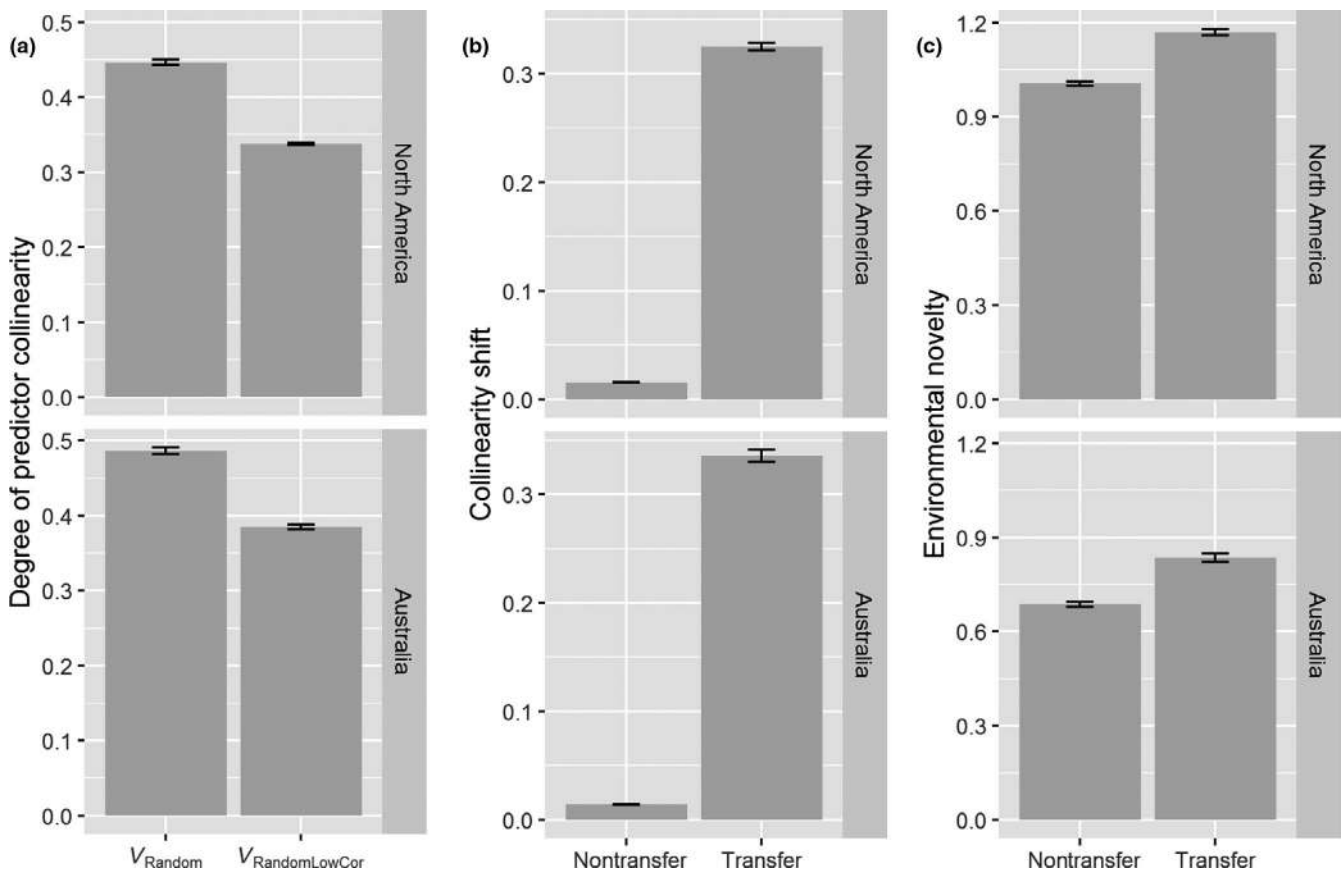 (a)
Degree of predictor collinearity
0.5
0.4
0.3
0.2
0.1
0.0
North America
0.5
0.4
0.3
0.2
0.1
0.0
Australia
VRandom VRandomLowCor
(b)
Collinearity shift
0.3
0.2
0.1
0.0
North America
0.3
0.2
0.1
0.0
Australia
Nontransfer Transfer
(c)
Environmental novelty
1.2
0.9
0.6
0.3
0.0
North America
1.2
0.9
0.6
0.3
0.0
Australia
Nontransfer Transfer